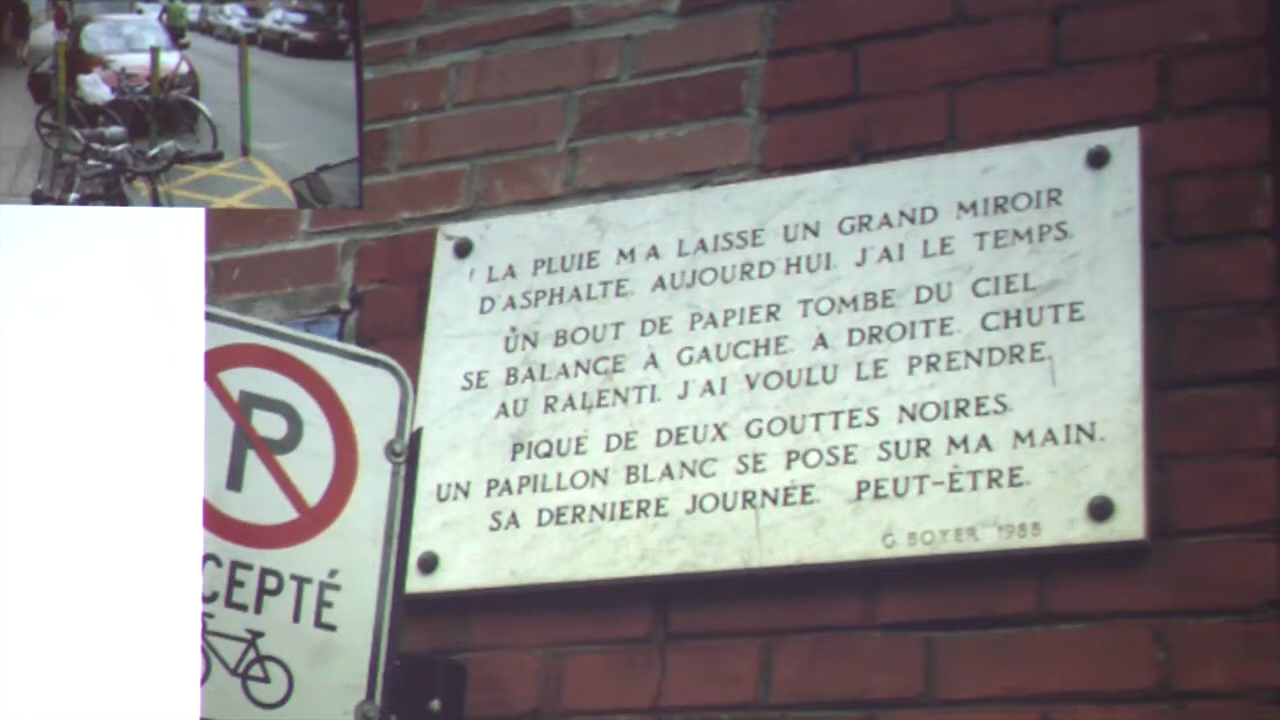 LA PLUIE M'A LAISSE UN GRAND MIROIR
D'ASPHALTE. AUJOURD'HUI. J'AI LE TEMPS.
UN BOUT DE PAPIER TOMBE DU CIEL
SE BALANCE À GAUCHE. À DROITE. CHUTE
AU RALENTI. J'AI VOULU LE PRENDRE.
PIQUE DE DEUX GOUTTES NOIRES.
UN PAPILLON BLANC SE POSE SUR MA MAIN.
SA DERNIERE JOURNÉE. PEUT-ÊTRE.
G. BOYER 1988
P
CEPTÉ